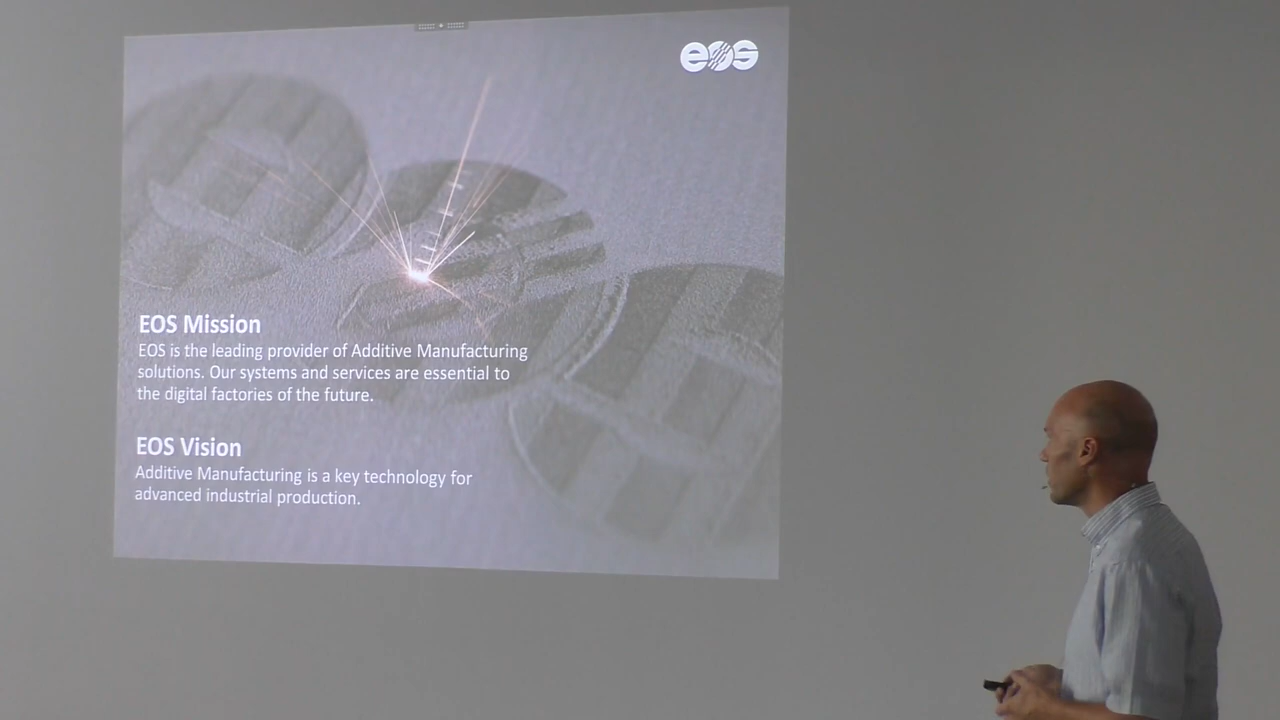 eos
EOS Mission
EOS is the leading provider of Additive Manufacturing
solutions. Our systems and services are essential to
the digital factories of the future.
EOS Vision
Additive Manufacturing is a key technology for
advanced industrial production.